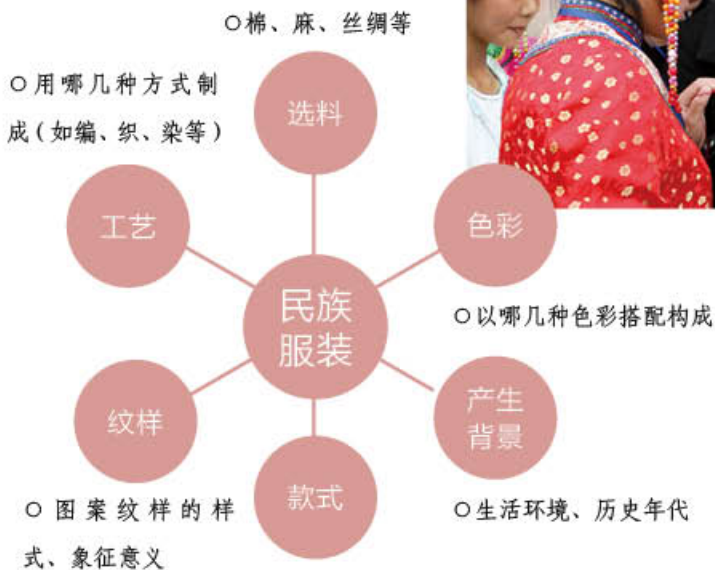 ○棉、麻、丝绸等
○用哪几种方式制
成（如编、织、染等）
选料
工艺
色彩
民族
服装
○以哪几种色彩搭配构成
纹样
产生
背景
款式
○图案纹样的样
式、象征意义
○生活环境、历史年代